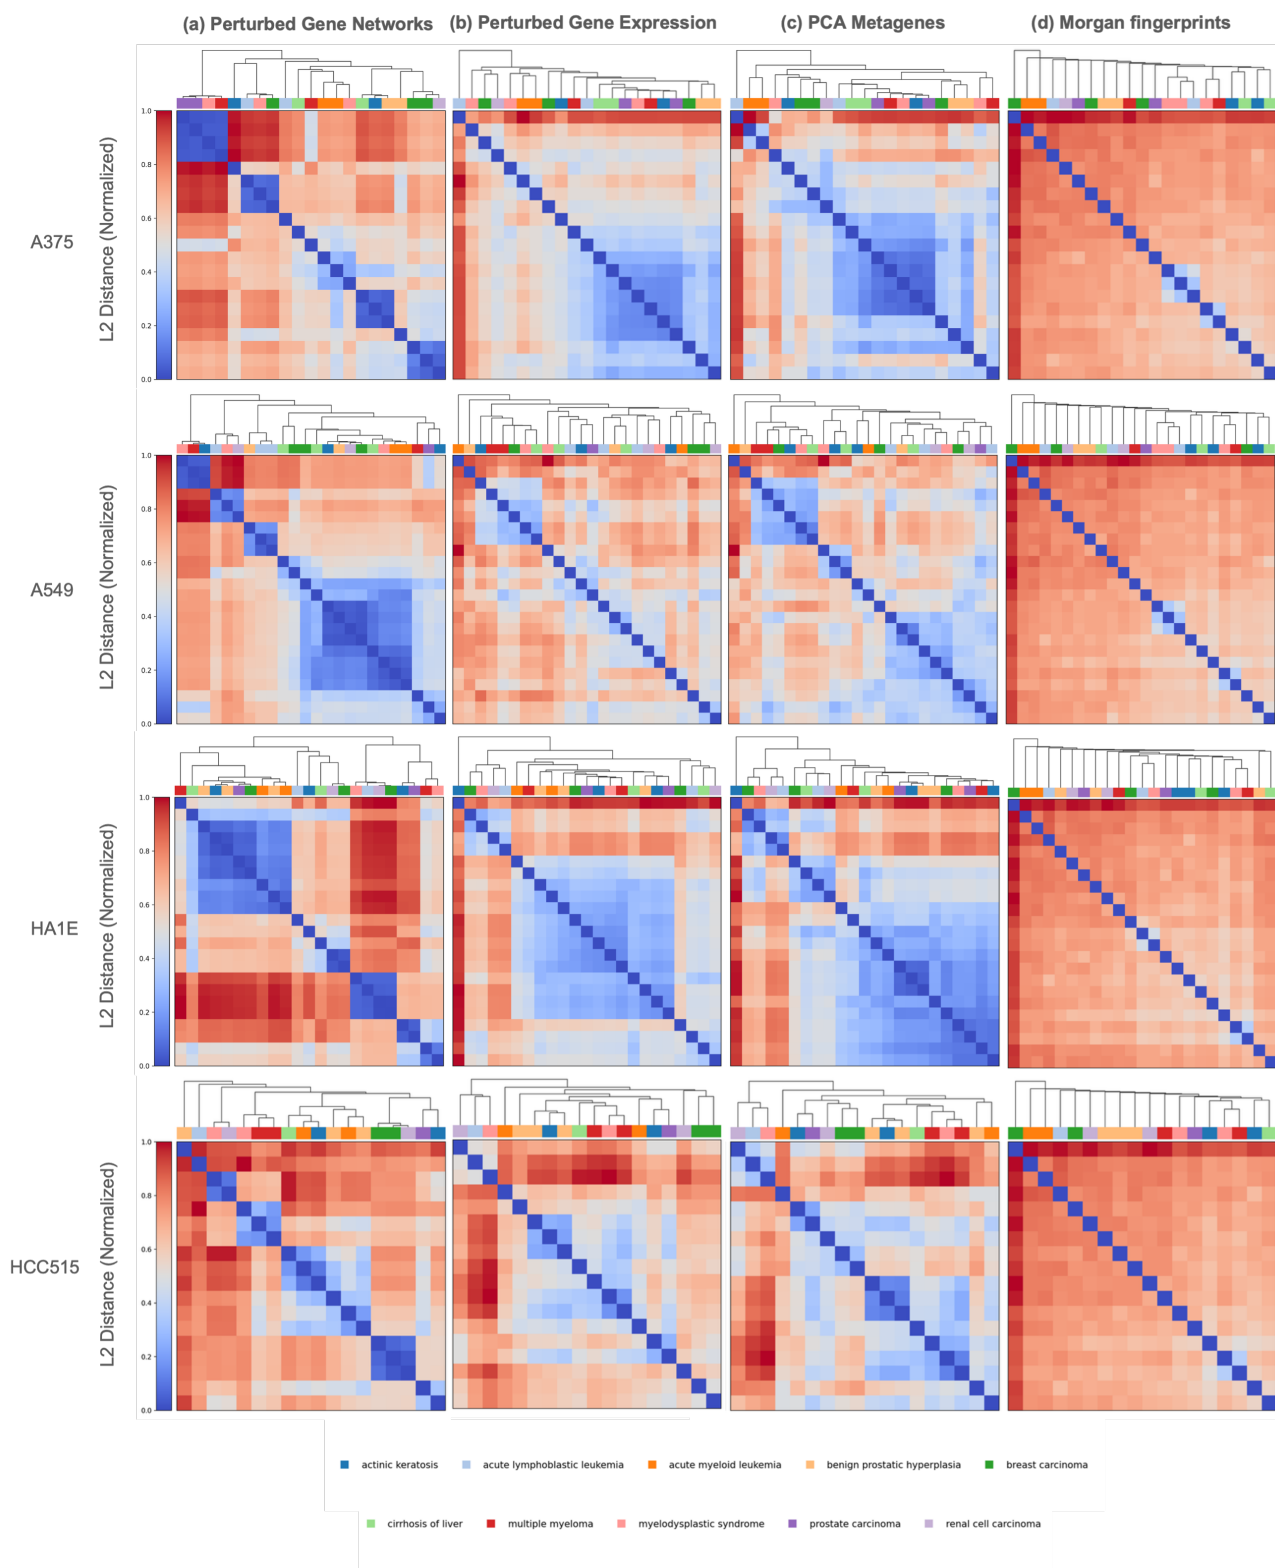 (a) Perturbed Gene Networks (b) Perturbed Gene Expression (c) PCA Metagenes (d) Morgan fingerprints
A375
L2 Distance (Normalized)
1.0
0.8
0.6
0.4
0.2
0.0
A549
L2 Distance (Normalized)
1.0
0.8
0.6
0.4
0.2
0.0
HA1E
L2 Distance (Normalized)
1.0
0.8
0.6
0.4
0.2
0.0
HCC515
L2 Distance (Normalized)
1.0
0.8
0.6
0.4
0.2
0.0
actinic keratosis acute lymphoblastic leukemia acute myeloid leukemia benign prostatic hyperplasia breast carcinoma
cirrhosis of liver multiple myeloma myelodysplastic syndrome prostate carcinoma renal cell carcinoma